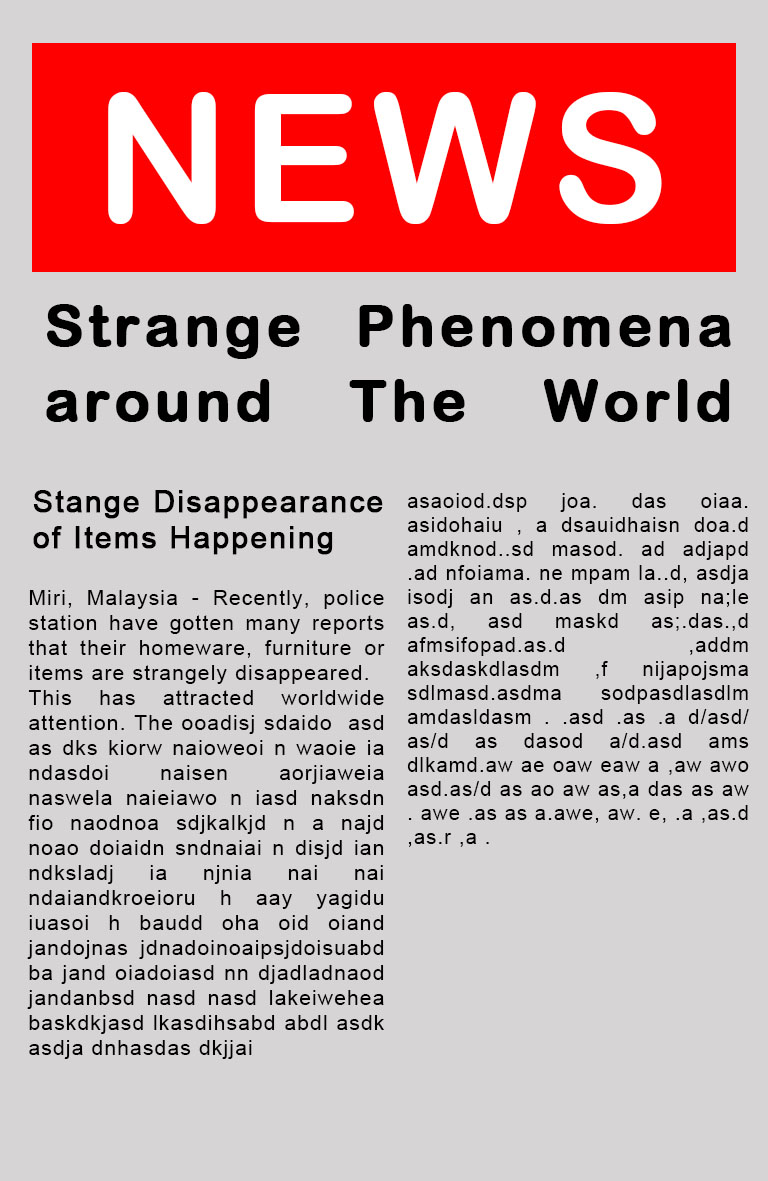 NEWS
Strange Phenomena
around The World
Stange Disappearance
of Items Happening
Miri, Malaysia - Recently, police
station have gotten many reports
that their homeware, furniture or
items are strangely disappeared.
This has attracted worldwide
attention. The ooadisj sdaido asd
as dks kiorw naioweoi n waoie ia
ndasdoi naisen aorjiaweia
naswela naieiawo n iasd naksdn
fio naodnoa sdjkalkjd n a najd
noao doiaidn sndnaiai n disjd ian
ndksladj ia njnia nai nai
ndaiandkroeioru h aay yagidu
iuasoi h baudd oha oid oiand
jandojnas jdnadoinoaipsjdoisuabd
ba jand oiadoiasd nn djadladnaod
jandanbsd nasd nasd lakeiwehea
baskdkjasd lkasdihsabd abdl asdk
asdja dnhasdas dkjjai
asaoiod.dsp joa. das oiaa.
asidohaiu , a dsauidhaisn doa.d
amdknod..sd masod. ad adjapd
.ad nfoiama. ne mpam la..d, asdja
isodj an as.d.as dm asip na;le
as.d, asd maskd as;.das.,d
afmsifopad.as.d ,addm
aksdaskdlasdm ,f nijapojsma
sdlmasd.asdma sodpasdlasdlm
amdasldasm . .asd .as .a d/asd/
as/d as dasod a/d.asd ams
dlkamd.aw ae oaw eaw a ,aw awo
asd.as/d as ao aw as,a das as aw
. awe .as as a.awe, aw. e, .a ,as.d
,as.r ,a .